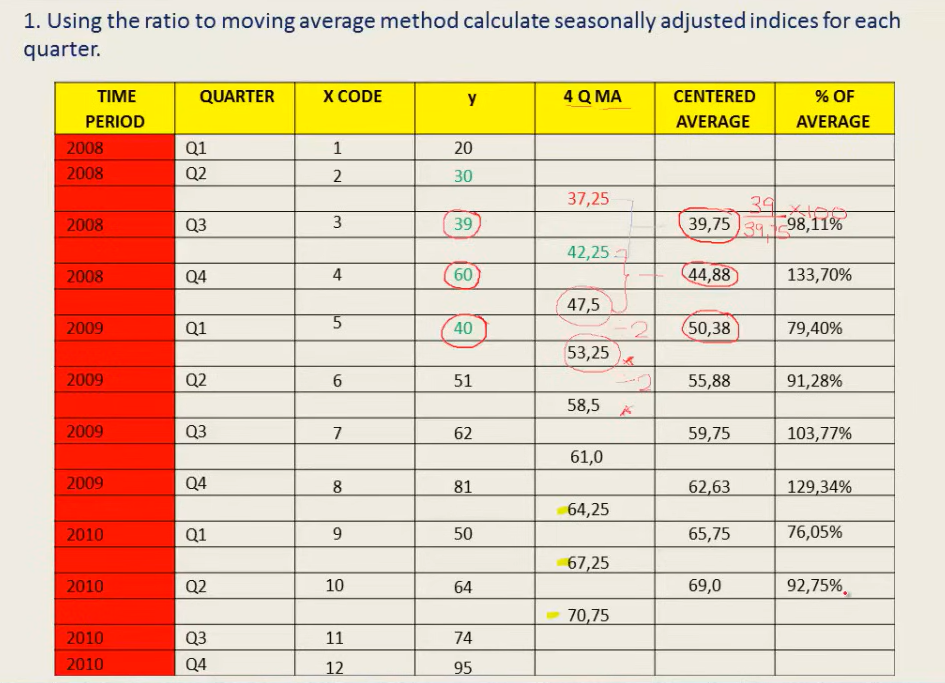 1. Using the ratio to moving average method calculate seasonally adjusted indices for each
quarter.
TIME PERIOD QUARTER X CODE y 4 Q MA CENTERED AVERAGE % OF AVERAGE
2008 Q1 1 20
2008 Q2 2 30
37,25
39
39,75 ×100
2008 Q3 3 39 39,75 98,11%
42,25
2008 Q4 4 60 44,88 133,70%
47,5
÷2
2009 Q1 5 40 50,38 79,40%
53,25
÷2
2009 Q2 6 51 55,88 91,28%
58,5
2009 Q3 7 62 59,75 103,77%
61,0
2009 Q4 8 81 62,63 129,34%
64,25
2010 Q1 9 50 65,75 76,05%
67,25
2010 Q2 10 64 69,0 92,75%
70,75
2010 Q3 11 74
2010 Q4 12 95